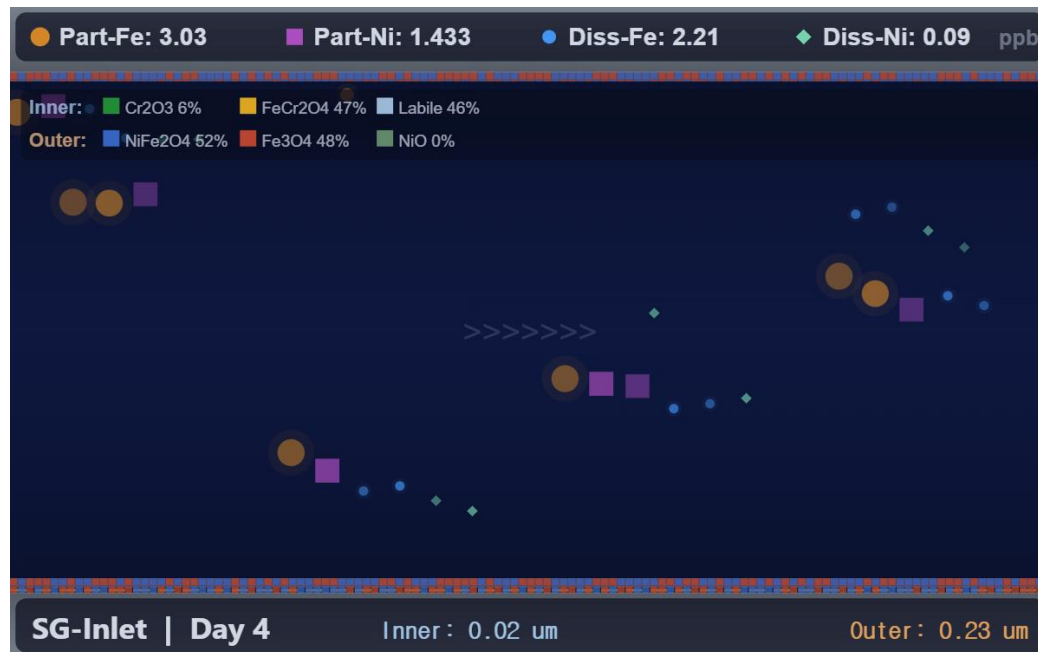 Part-Fe: 3.03 Part-Ni: 1.433 Diss-Fe: 2.21 Diss-Ni: 0.09 ppb
Inner: Cr2O3 6% FeCr2O4 47% Labile 46%
Outer: NiFe2O4 52% Fe3O4 48% NiO 0%
>>>>>>>
SG-Inlet | Day 4 Inner: 0.02 um Outer: 0.23 um